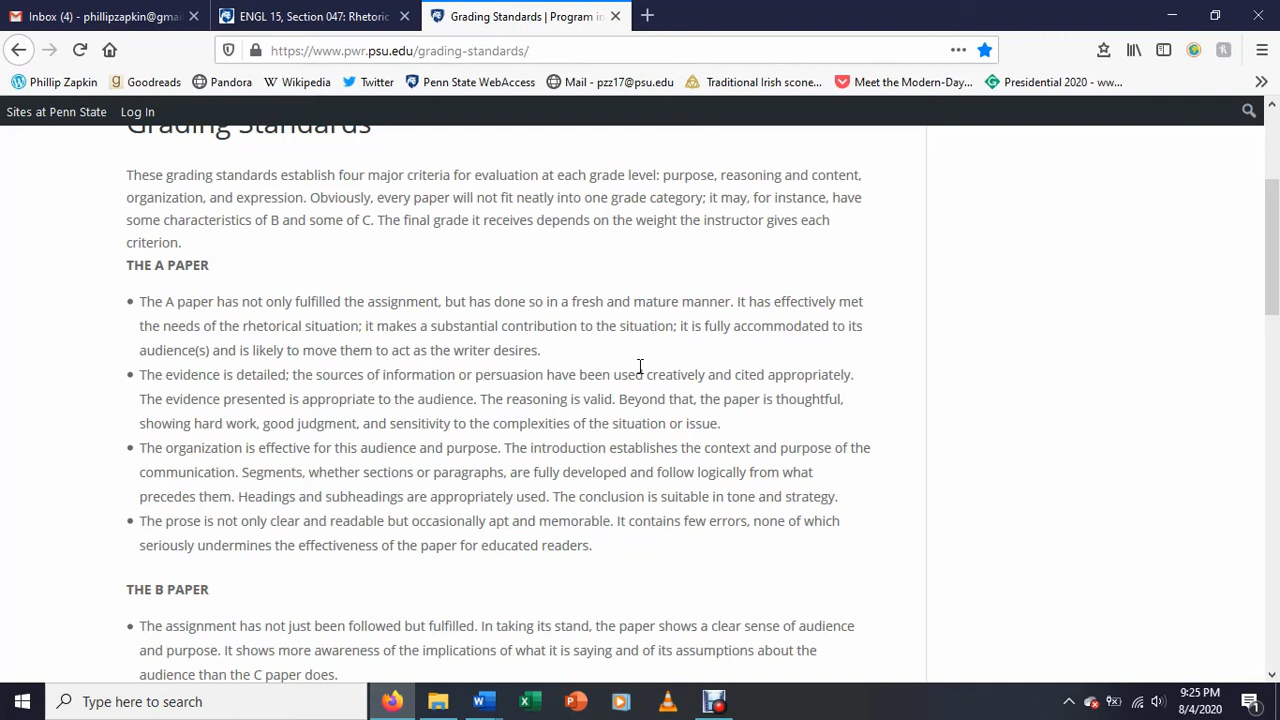 Inbox (4) - phillipzapkin@gma
ENGL 15, Section 047: Rhetoric
Grading Standards | Program in
https://www.pwr.psu.edu/grading-standards/
Phillip Zapkin
Goodreads
Pandora
Wikipedia
Twitter
Penn State WebAccess
Mail - pzz17@psu.edu
Traditional Irish scone...
Meet the Modern-Day...
Presidential 2020 - ww...
Sites at Penn State
Log In
Grading Standards
These grading standards establish four major criteria for evaluation at each grade level: purpose, reasoning and content,
organization, and expression. Obviously, every paper will not fit neatly into one grade category; it may, for instance, have
some characteristics of B and some of C. The final grade it receives depends on the weight the instructor gives each
criterion.
THE A PAPER
• The A paper has not only fulfilled the assignment, but has done so in a fresh and mature manner. It has effectively met
the needs of the rhetorical situation; it makes a substantial contribution to the situation; it is fully accommodated to its
audience(s) and is likely to move them to act as the writer desires.
• The evidence is detailed; the sources of information or persuasion have been used creatively and cited appropriately.
The evidence presented is appropriate to the audience. The reasoning is valid. Beyond that, the paper is thoughtful,
showing hard work, good judgment, and sensitivity to the complexities of the situation or issue.
• The organization is effective for this audience and purpose. The introduction establishes the context and purpose of the
communication. Segments, whether sections or paragraphs, are fully developed and follow logically from what
precedes them. Headings and subheadings are appropriately used. The conclusion is suitable in tone and strategy.
• The prose is not only clear and readable but occasionally apt and memorable. It contains few errors, none of which
seriously undermines the effectiveness of the paper for educated readers.
THE B PAPER
• The assignment has not just been followed but fulfilled. In taking its stand, the paper shows a clear sense of audience
and purpose. It shows more awareness of the implications of what it is saying and of its assumptions about the
audience than the C paper does.
Type here to search
9:25 PM
8/4/2020